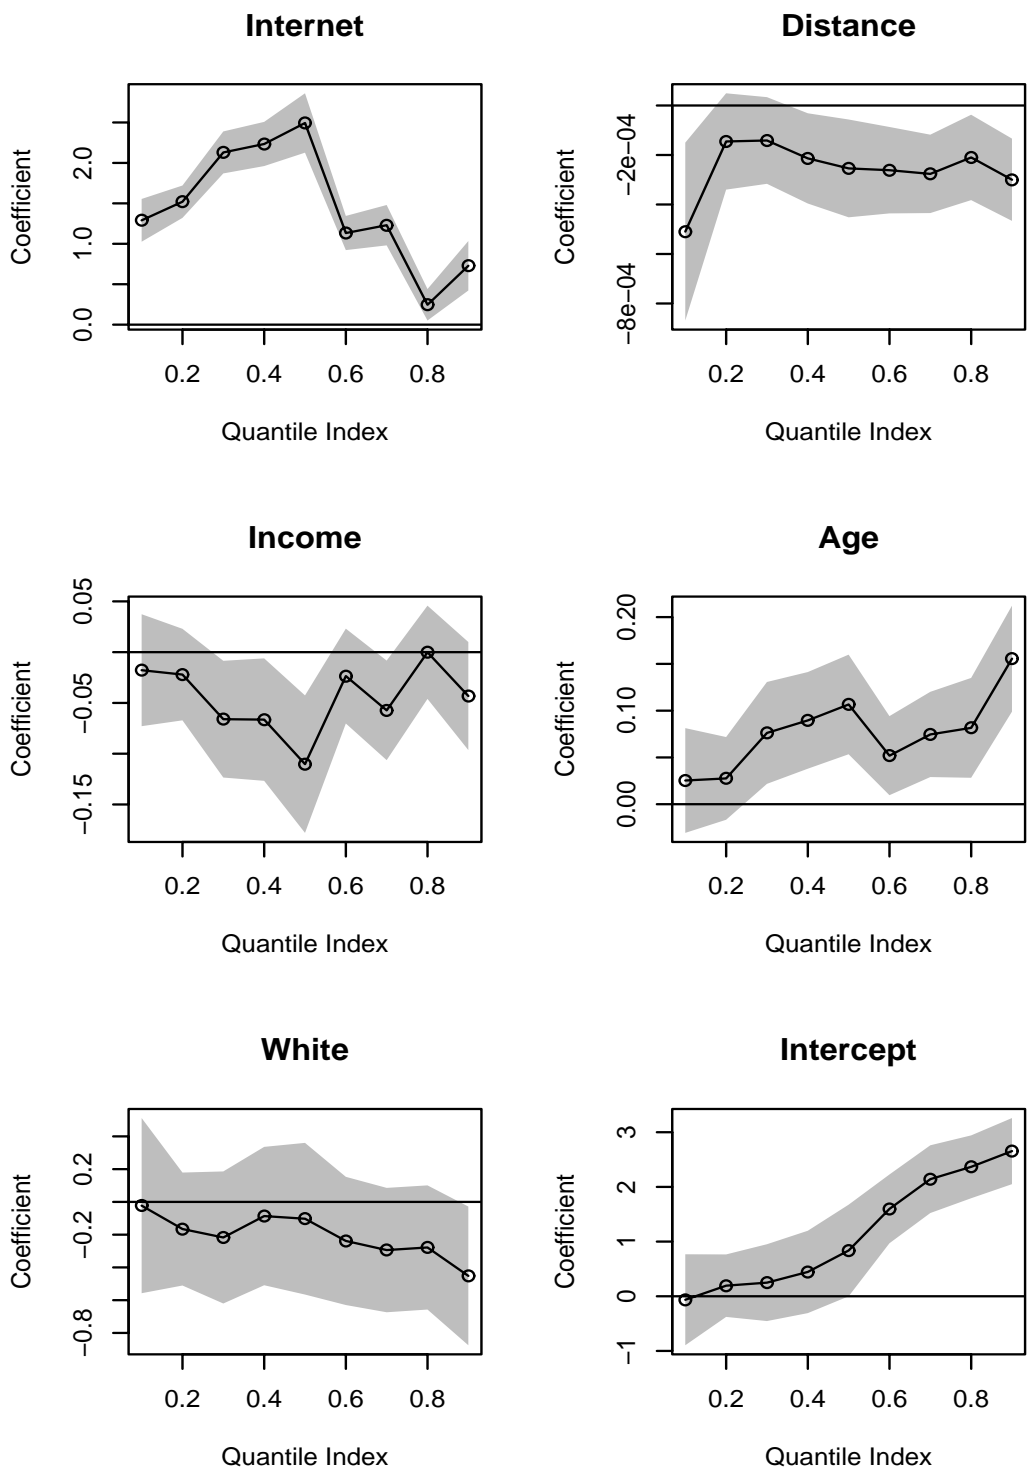 Internet
Coefficient
0.0 1.0 2.0
0.2 0.4 0.6 0.8
Quantile Index
Distance
Coefficient
−8e−04 −2e−04
0.2 0.4 0.6 0.8
Quantile Index
Income
Coefficient
−0.15 −0.05 0.05
0.2 0.4 0.6 0.8
Quantile Index
Age
Coefficient
0.00 0.10 0.20
0.2 0.4 0.6 0.8
Quantile Index
White
Coefficient
−0.8 −0.2 0.2
0.2 0.4 0.6 0.8
Quantile Index
Intercept
Coefficient
−1 0 1 2 3
0.2 0.4 0.6 0.8
Quantile Index